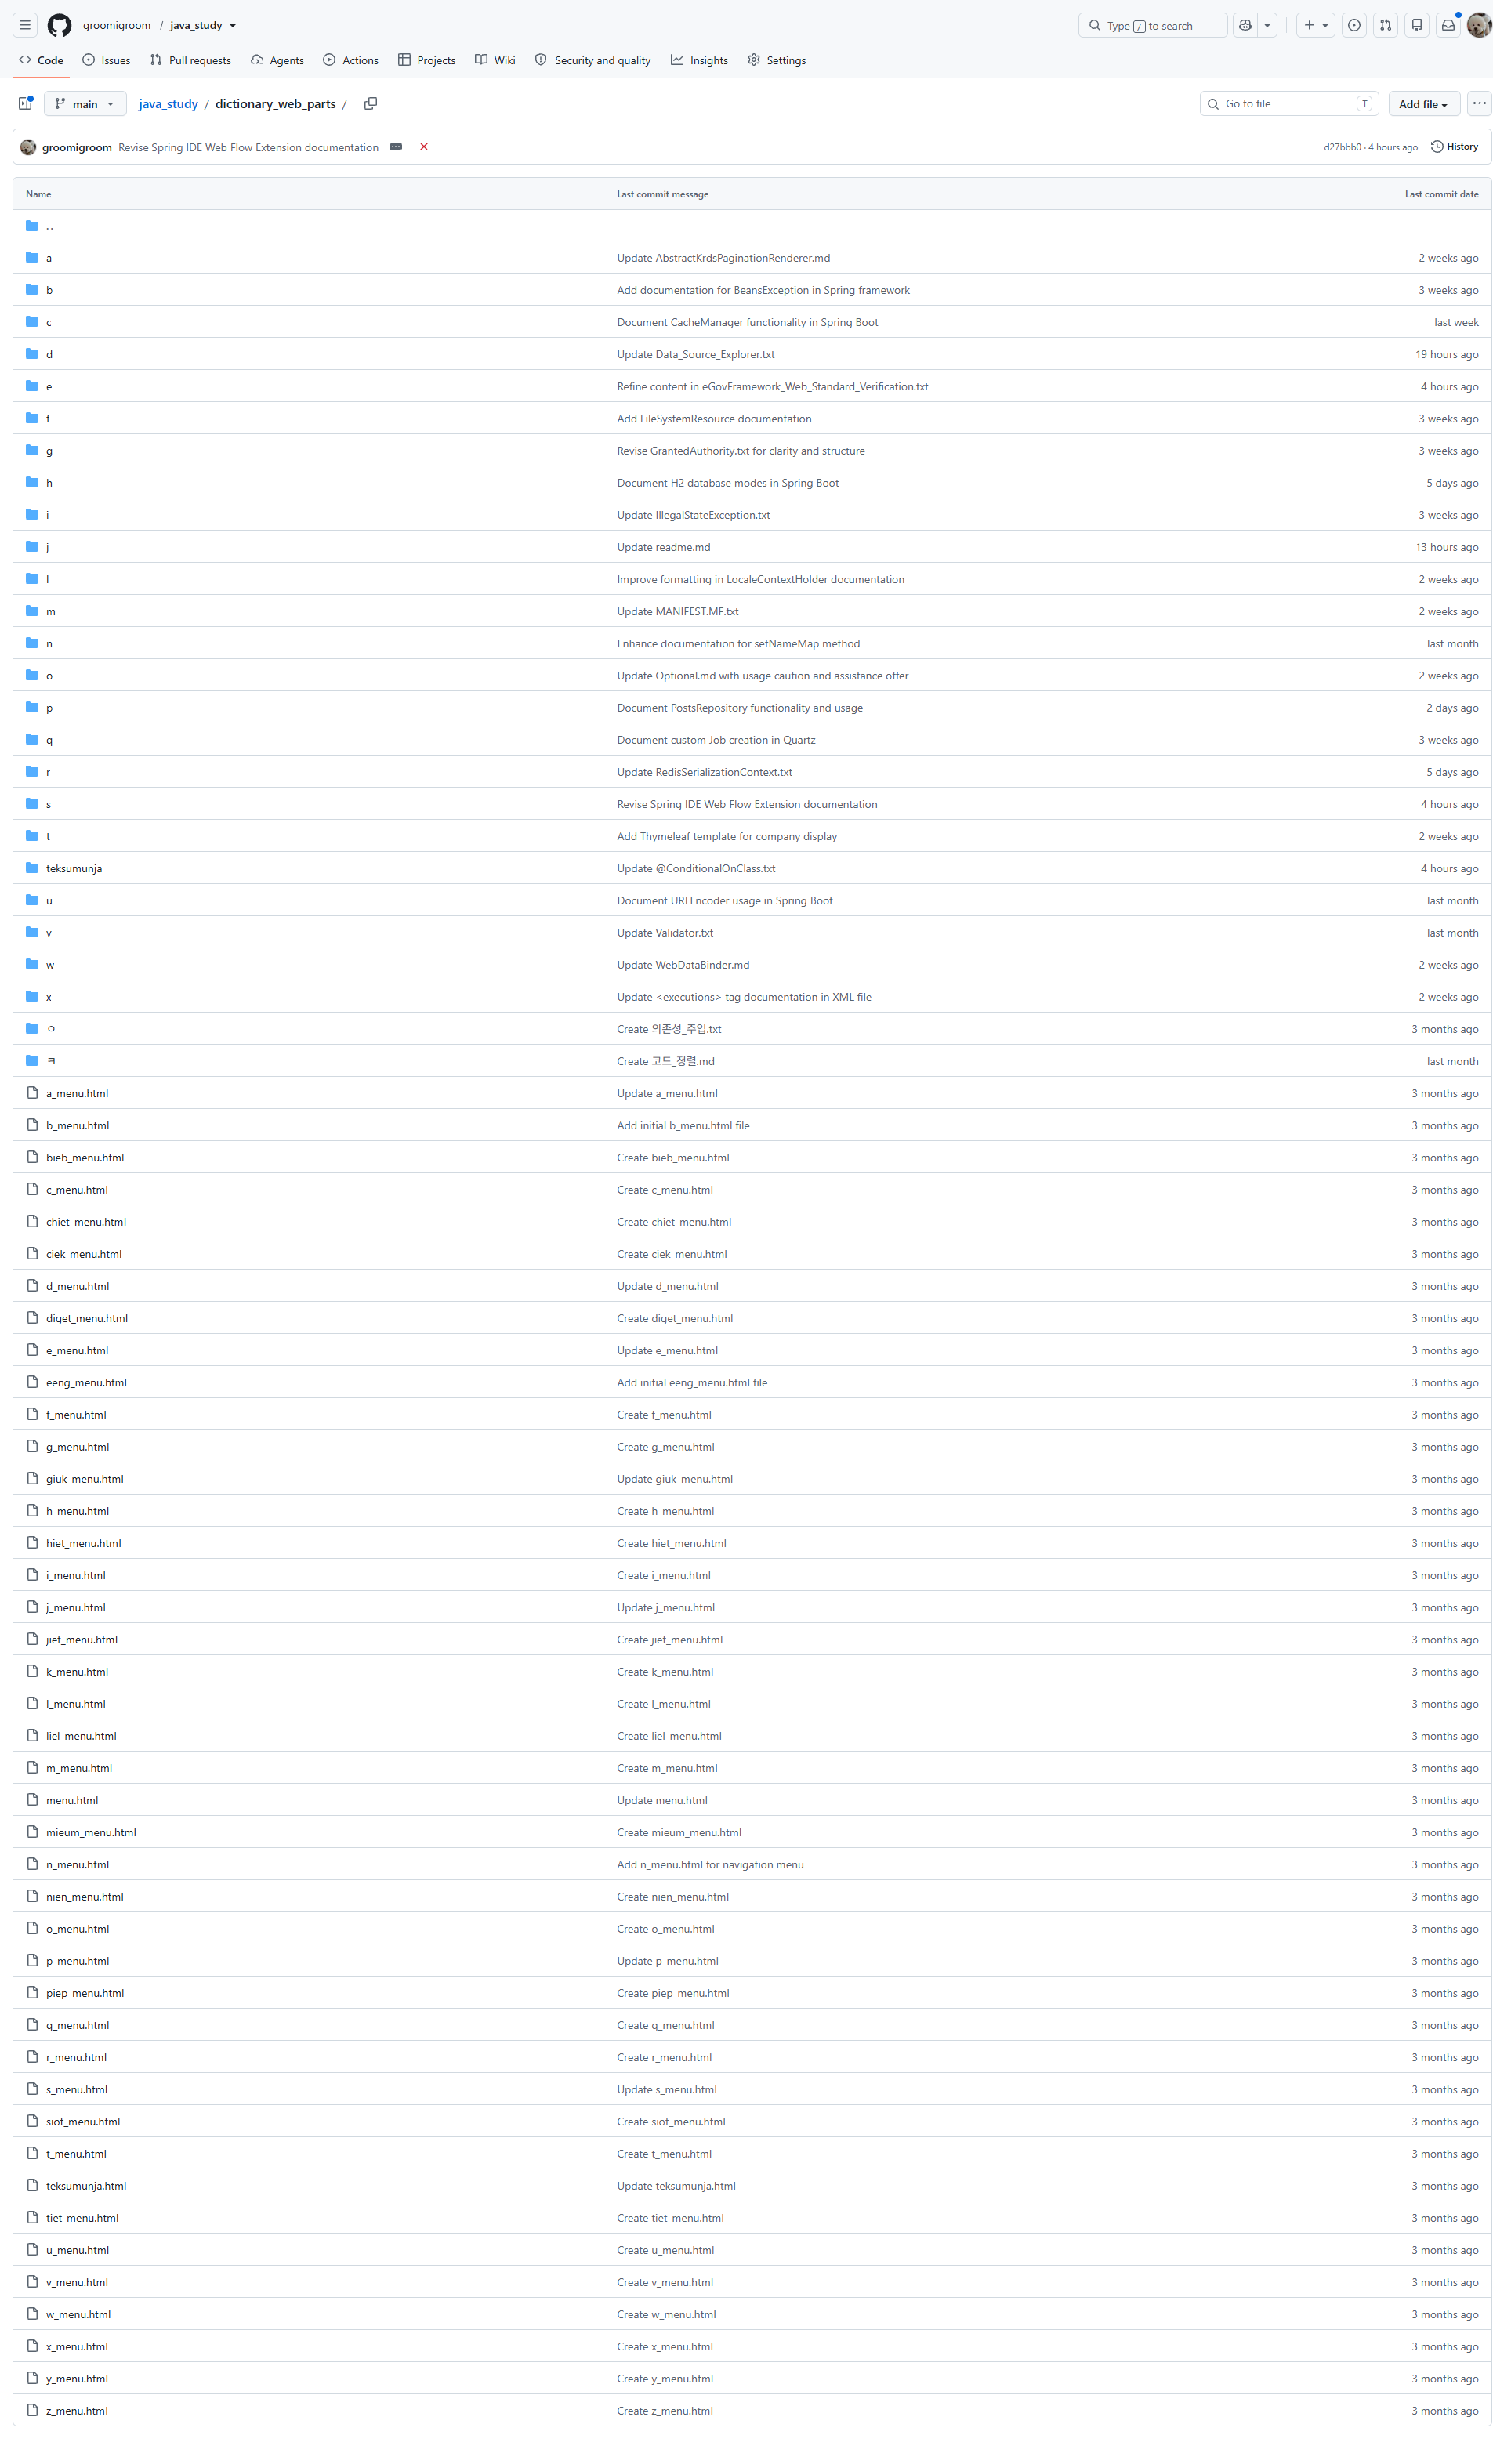 groomigroom / java_study
Type / to search
Code Issues Pull requests Agents Actions Projects Wiki Security and quality Insights Settings
main java_study / dictionary_web_parts / Go to file T Add file
groomigroom Revise Spring IDE Web Flow Extension documentation d27bbb0 · 4 hours ago History
Name Last commit message Last commit date
..
a Update AbstractKrdsPaginationRenderer.md 2 weeks ago
b Add documentation for BeansException in Spring framework 3 weeks ago
c Document CacheManager functionality in Spring Boot last week
d Update Data_Source_Explorer.txt 19 hours ago
e Refine content in eGovFramework_Web_Standard_Verification.txt 4 hours ago
f Add FileSystemResource documentation 3 weeks ago
g Revise GrantedAuthority.txt for clarity and structure 3 weeks ago
h Document H2 database modes in Spring Boot 5 days ago
i Update IllegalStateException.txt 3 weeks ago
j Update readme.md 13 hours ago
l Improve formatting in LocaleContextHolder documentation 2 weeks ago
m Update MANIFEST.MF.txt 2 weeks ago
n Enhance documentation for setNameMap method last month
o Update Optional.md with usage caution and assistance offer 2 weeks ago
p Document PostsRepository functionality and usage 2 days ago
q Document custom Job creation in Quartz 3 weeks ago
r Update RedisSerializationContext.txt 5 days ago
s Revise Spring IDE Web Flow Extension documentation 4 hours ago
t Add Thymeleaf template for company display 2 weeks ago
teksumunja Update @ConditionalOnClass.txt 4 hours ago
u Document URLEncoder usage in Spring Boot last month
v Update Validator.txt last month
w Update WebDataBinder.md 2 weeks ago
x Update <executions> tag documentation in XML file 2 weeks ago
ㅇ Create 의존성_주입.txt 3 months ago
ㅋ Create 코드_정렬.md last month
a_menu.html Update a_menu.html 3 months ago
b_menu.html Add initial b_menu.html file 3 months ago
bieb_menu.html Create bieb_menu.html 3 months ago
c_menu.html Create c_menu.html 3 months ago
chiet_menu.html Create chiet_menu.html 3 months ago
ciek_menu.html Create ciek_menu.html 3 months ago
d_menu.html Update d_menu.html 3 months ago
diget_menu.html Create diget_menu.html 3 months ago
e_menu.html Update e_menu.html 3 months ago
eeng_menu.html Add initial eeng_menu.html file 3 months ago
f_menu.html Create f_menu.html 3 months ago
g_menu.html Create g_menu.html 3 months ago
giuk_menu.html Update giuk_menu.html 3 months ago
h_menu.html Create h_menu.html 3 months ago
hiet_menu.html Create hiet_menu.html 3 months ago
i_menu.html Create i_menu.html 3 months ago
j_menu.html Update j_menu.html 3 months ago
jiet_menu.html Create jiet_menu.html 3 months ago
k_menu.html Create k_menu.html 3 months ago
l_menu.html Create l_menu.html 3 months ago
liel_menu.html Create liel_menu.html 3 months ago
m_menu.html Create m_menu.html 3 months ago
menu.html Update menu.html 3 months ago
mieum_menu.html Create mieum_menu.html 3 months ago
n_menu.html Add n_menu.html for navigation menu 3 months ago
nien_menu.html Create nien_menu.html 3 months ago
o_menu.html Create o_menu.html 3 months ago
p_menu.html Update p_menu.html 3 months ago
piep_menu.html Create piep_menu.html 3 months ago
q_menu.html Create q_menu.html 3 months ago
r_menu.html Create r_menu.html 3 months ago
s_menu.html Update s_menu.html 3 months ago
siot_menu.html Create siot_menu.html 3 months ago
t_menu.html Create t_menu.html 3 months ago
teksumunja.html Update teksumunja.html 3 months ago
tiet_menu.html Create tiet_menu.html 3 months ago
u_menu.html Create u_menu.html 3 months ago
v_menu.html Create v_menu.html 3 months ago
w_menu.html Create w_menu.html 3 months ago
x_menu.html Create x_menu.html 3 months ago
y_menu.html Create y_menu.html 3 months ago
z_menu.html Create z_menu.html 3 months ago